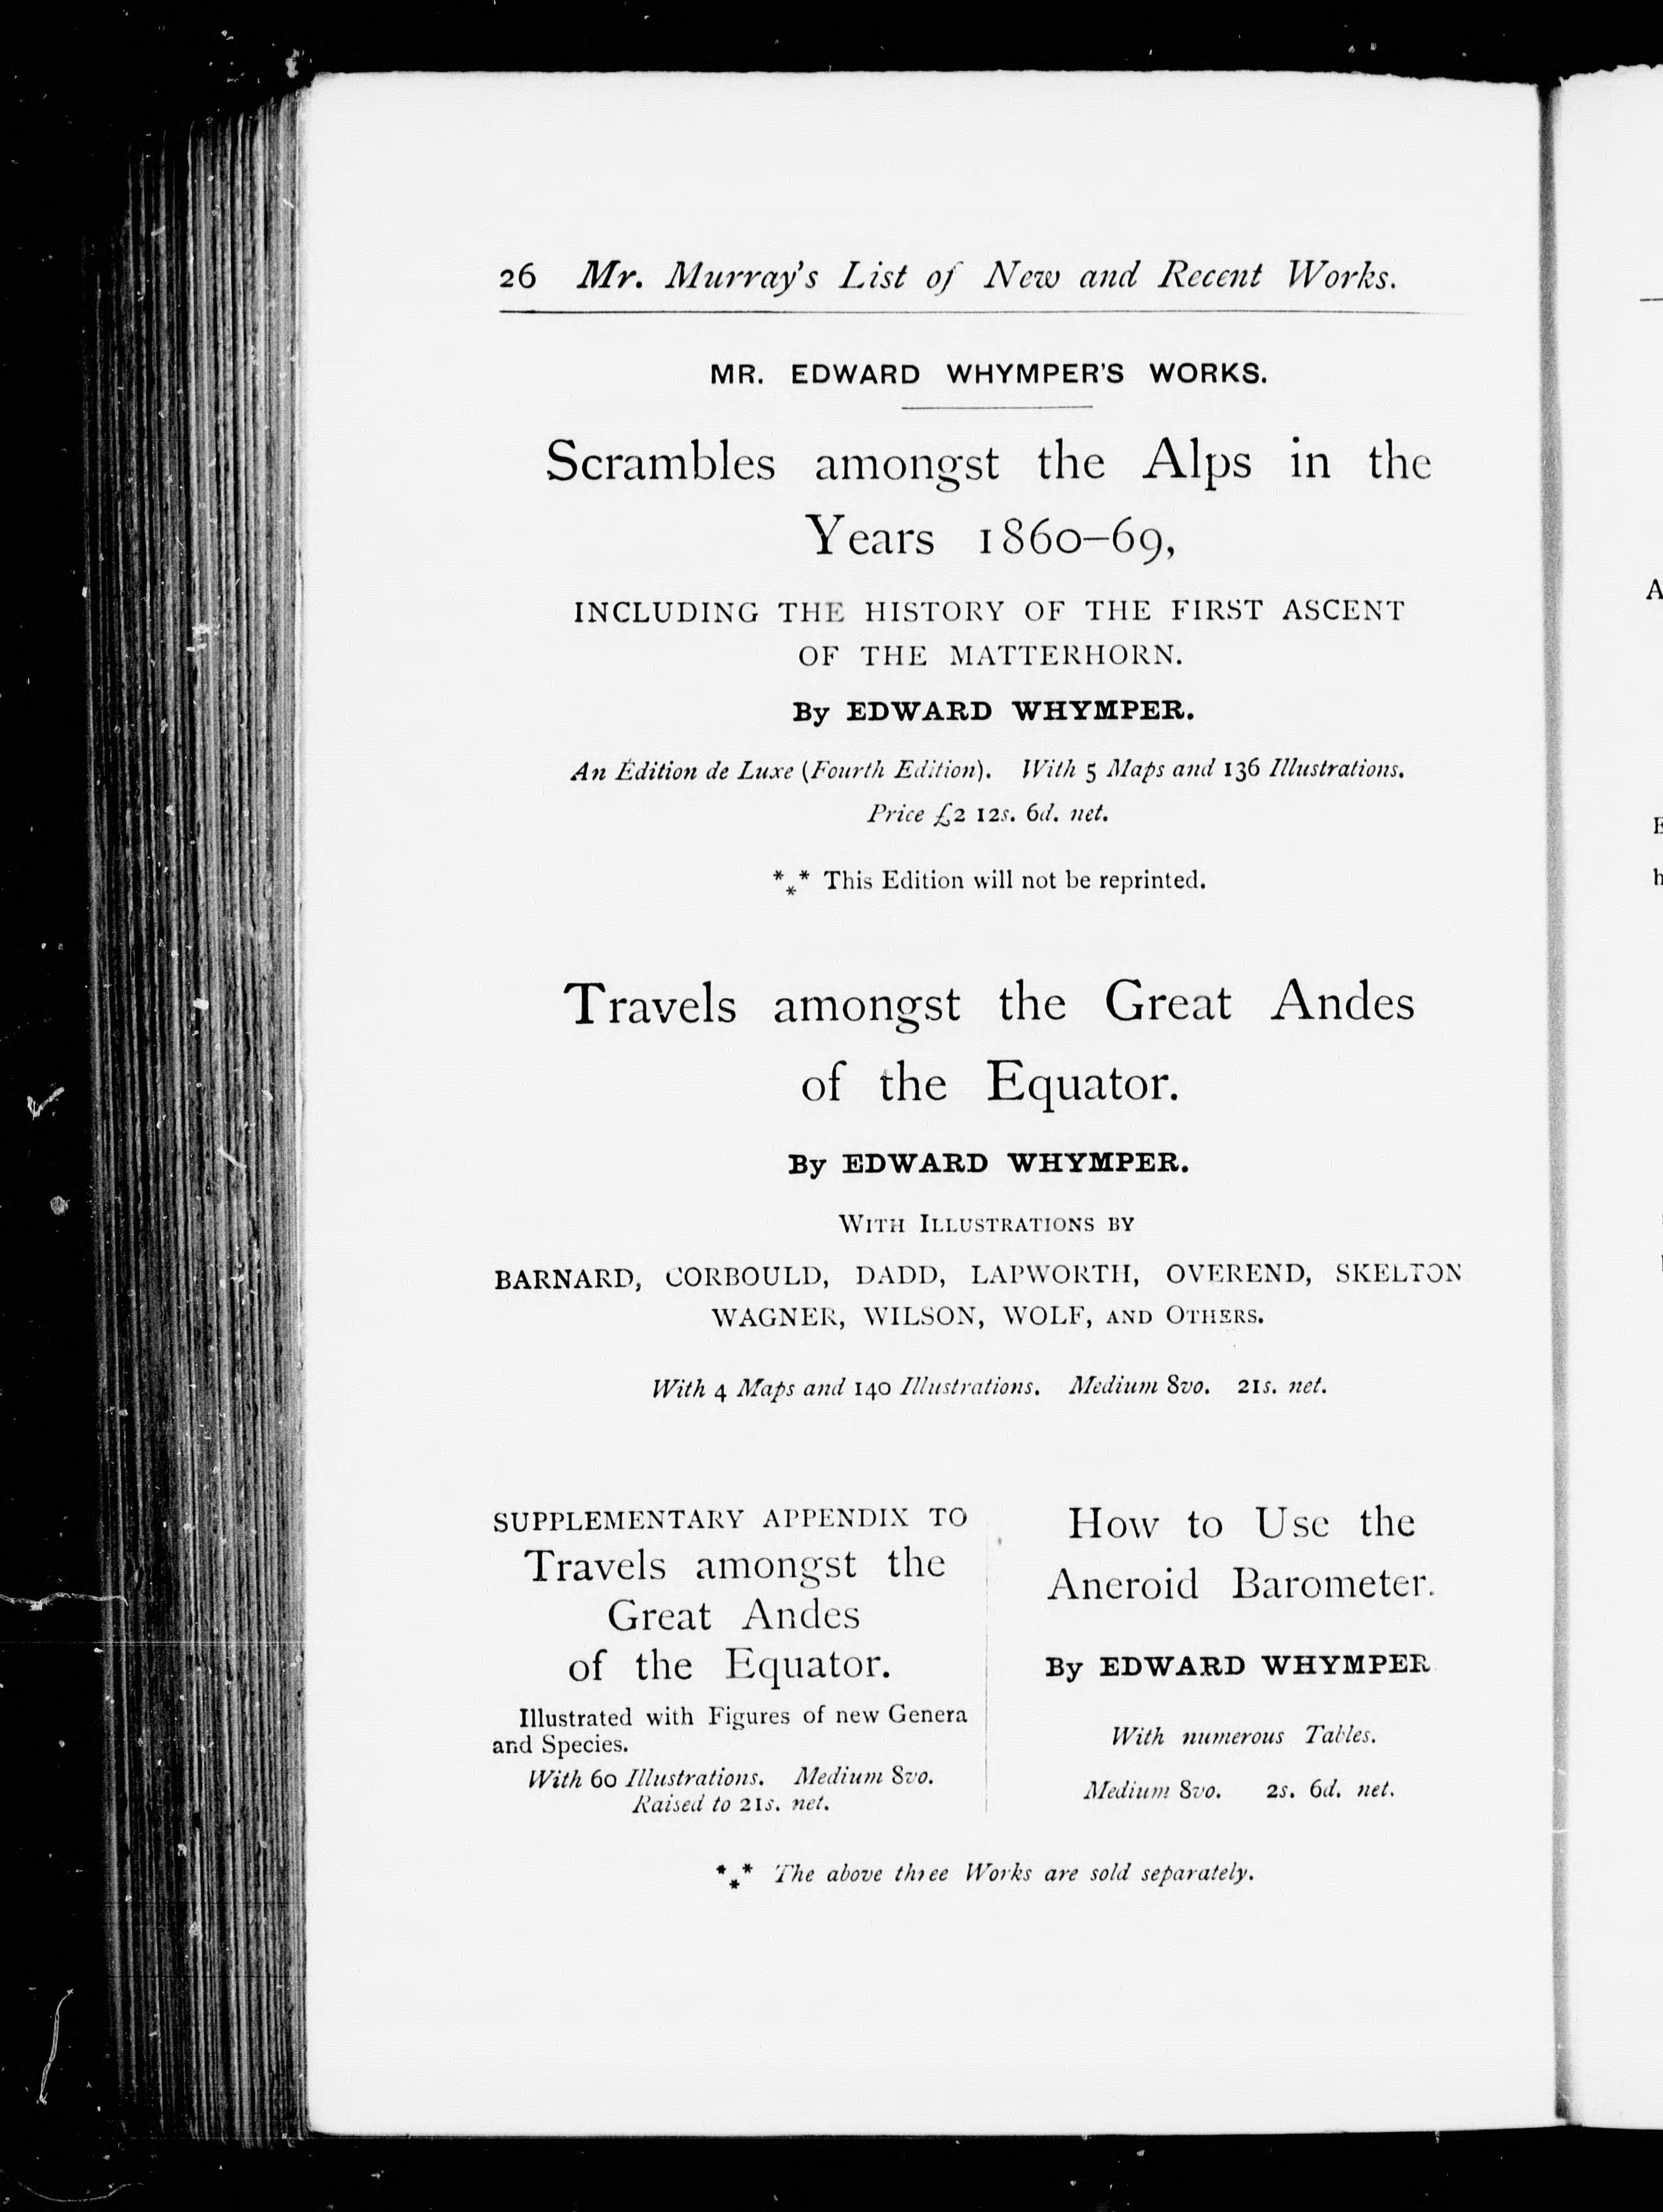 26 Mr. Murray's List of New and Recent Works.
MR. EDWARD WHYMPER'S WORKS.
Scrambles amongst the Alps in the
Years 1860–69,
INCLUDING THE HISTORY OF THE FIRST ASCENT
OF THE MATTERHORN.
By EDWARD WHYMPER.
An Édition de Luxe (Fourth Edition). With 5 Maps and 136 Illustrations.
Price £2 12s. 6d. net.
*⁎* This Edition will not be reprinted.
Travels amongst the Great Andes
of the Equator.
By EDWARD WHYMPER.
WITH ILLUSTRATIONS BY
BARNARD, CORBOULD, DADD, LAPWORTH, OVEREND, SKELTON
WAGNER, WILSON, WOLF, AND OTHERS.
With 4 Maps and 140 Illustrations. Medium 8vo. 21s. net.
SUPPLEMENTARY APPENDIX TO
Travels amongst the
Great Andes
of the Equator.
Illustrated with Figures of new Genera
and Species.
With 60 Illustrations. Medium 8vo.
Raised to 21s. net.
How to Use the
Aneroid Barometer.
By EDWARD WHYMPER
With numerous Tables.
Medium 8vo. 2s. 6d. net.
*⁎* The above three Works are sold separately.